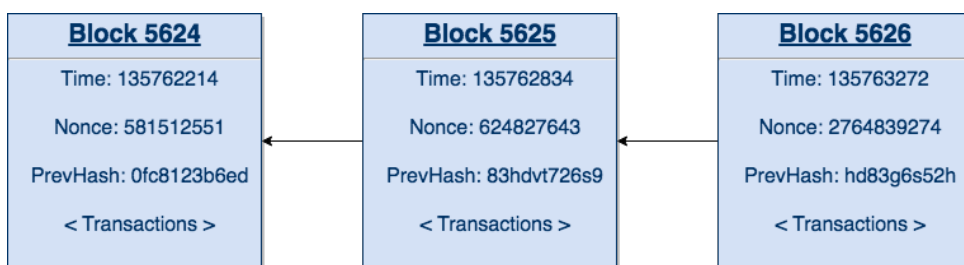 Block 5624
Time: 135762214
Nonce: 581512551
PrevHash: 0fc8123b6ed
< Transactions >
Block 5625
Time: 135762834
Nonce: 624827643
PrevHash: 83hdvt726s9
< Transactions >
Block 5626
Time: 135763272
Nonce: 2764839274
PrevHash: hd83g6s52h
< Transactions >